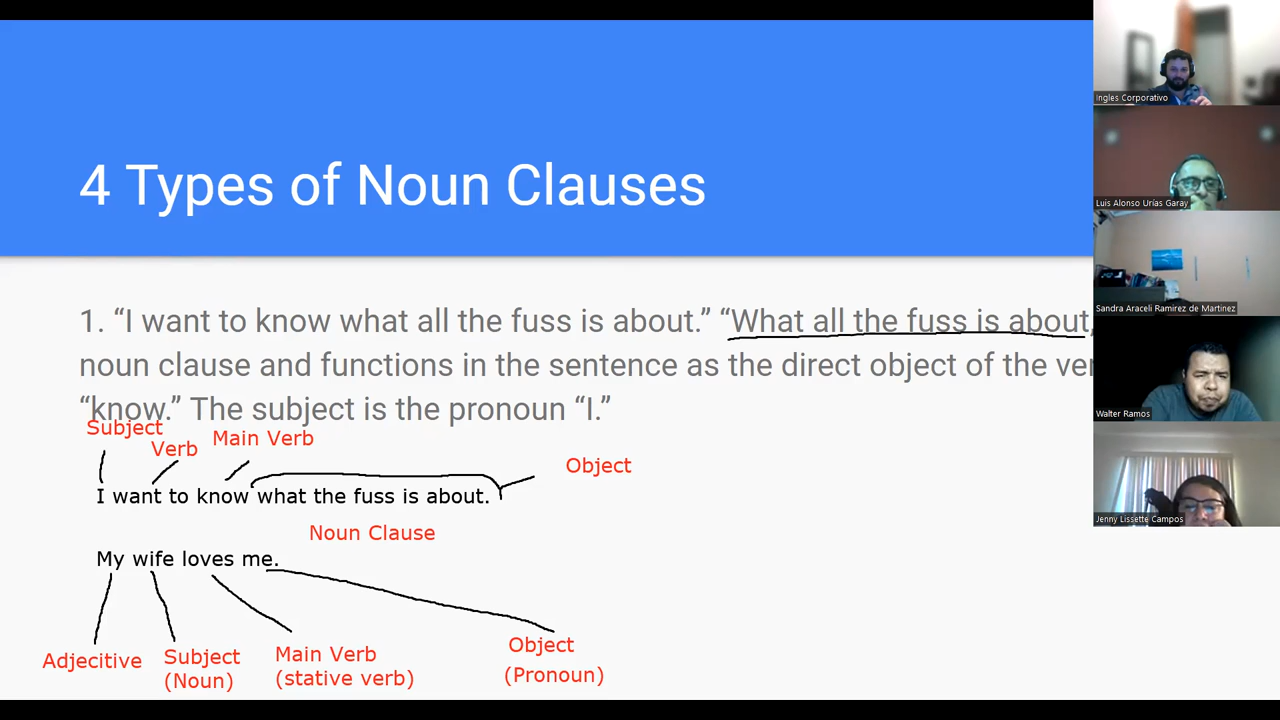 4 Types of Noun Clauses
1. “I want to know what all the fuss is about.” “What all the fuss is about,
noun clause and functions in the sentence as the direct object of the ver
“know.” The subject is the pronoun “I.”
Subject
Verb
Main Verb
Object
I want to know what the fuss is about.
Noun Clause
My wife loves me.
Adjecitive
Subject
(Noun)
Main Verb
(stative verb)
Object
(Pronoun)
Ingles Corporativo
Luis Alonso Urías Garay
Sandra Araceli Ramirez de Martinez
Walter Ramos
Jenny Lissette Campos